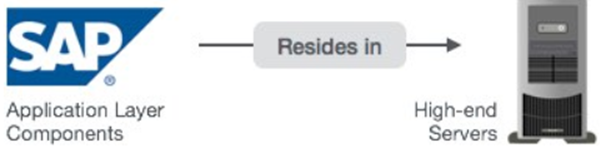 SAP®
Resides in
Application Layer
Components
High-end
Servers